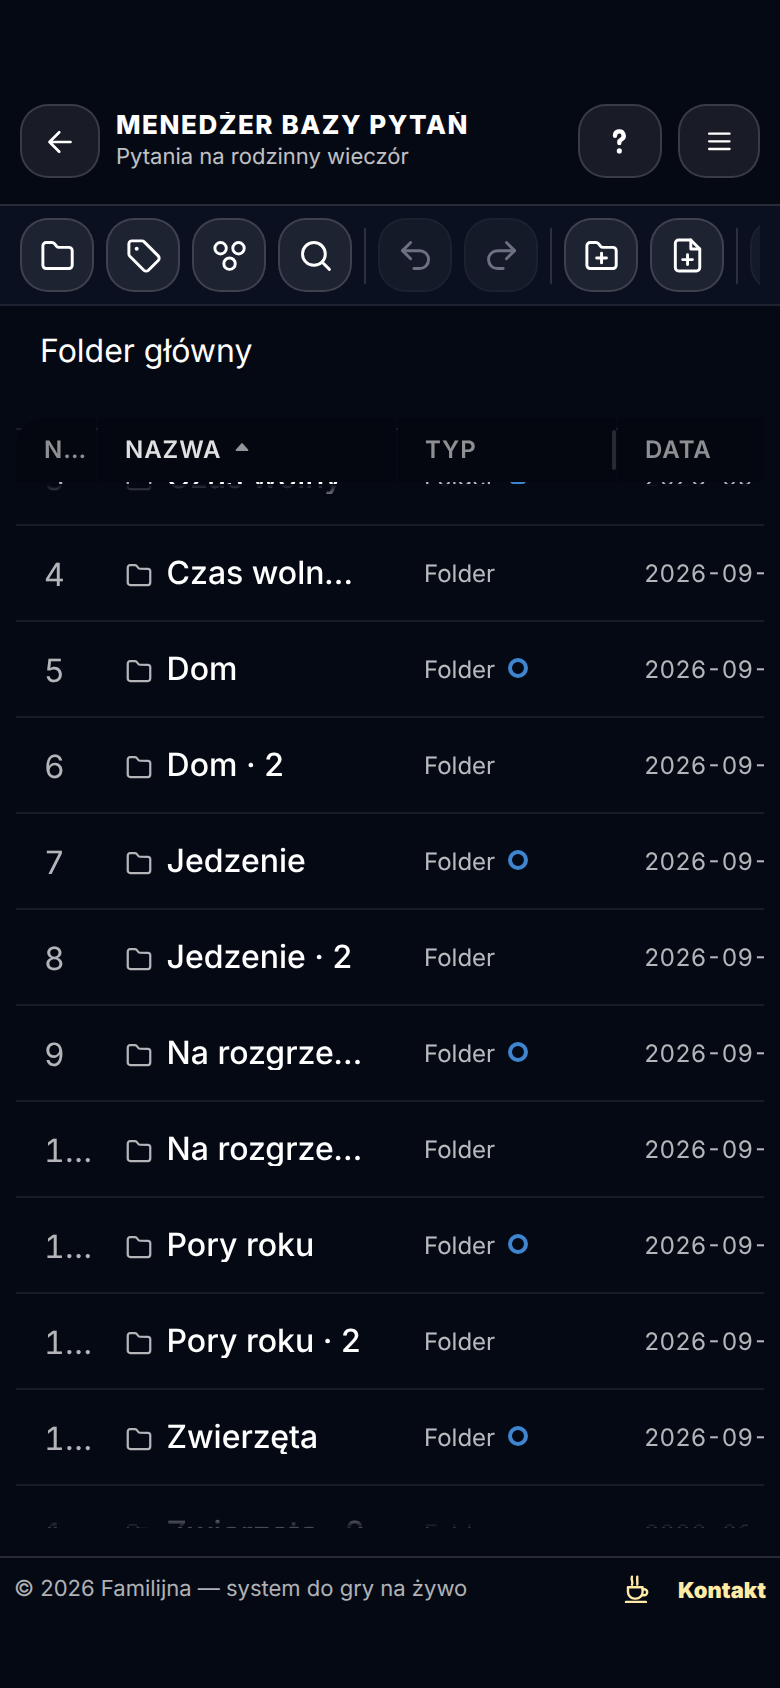 MENEDŻER BAZY PYTAŃ
Pytania na rodzinny wieczór
?
Folder główny
N... NAZWA TYP DATA
4 Czas woln... Folder 2026-09-
5 Dom Folder 2026-09-
6 Dom · 2 Folder 2026-09-
7 Jedzenie Folder 2026-09-
8 Jedzenie · 2 Folder 2026-09-
9 Na rozgrze... Folder 2026-09-
1... Na rozgrze... Folder 2026-09-
1... Pory roku Folder 2026-09-
1... Pory roku · 2 Folder 2026-09-
1... Zwierzęta Folder 2026-09-
© 2026 Familijna — system do gry na żywo Kontakt